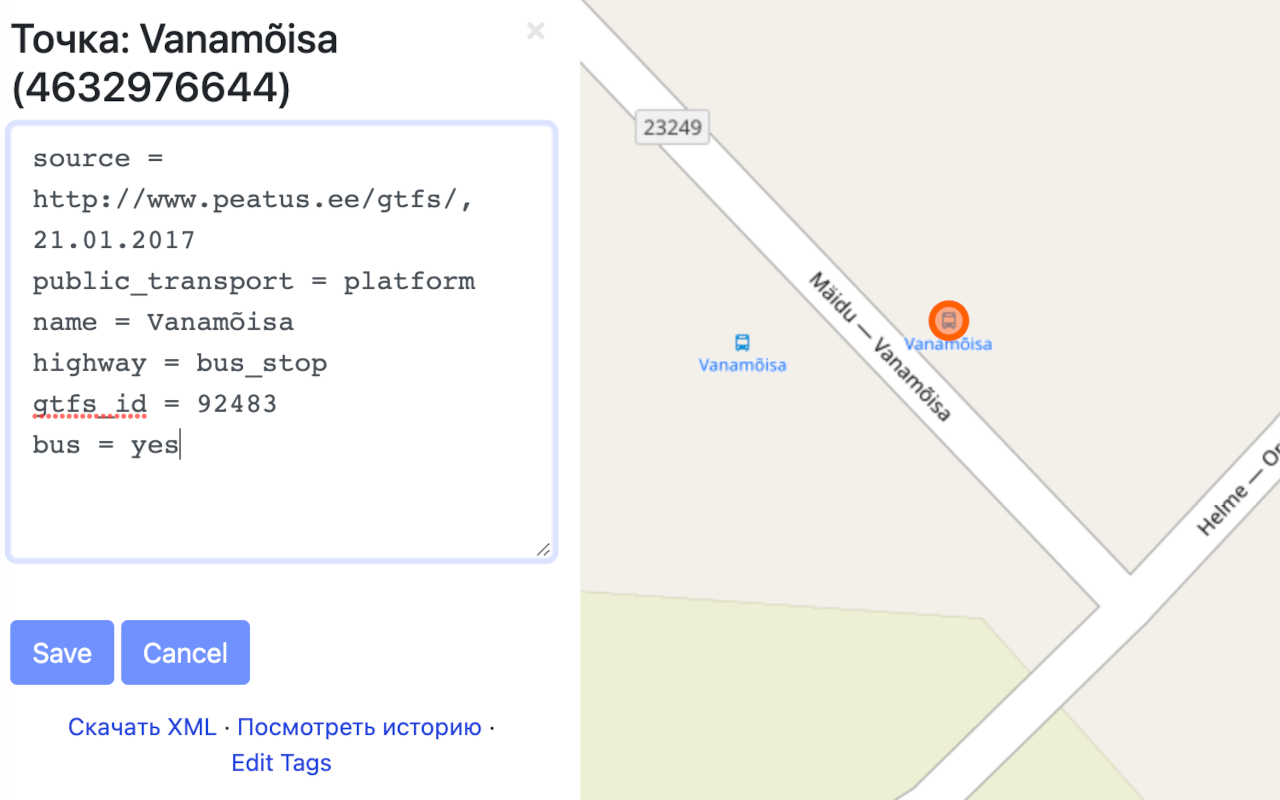 Точка: Vanamõisa
(4632976644)
×
source =
http://www.peatus.ee/gtfs/,
21.01.2017
public_transport = platform
name = Vanamõisa
highway = bus_stop
gtfs_id = 92483
bus = yes
Save
Cancel
Скачать XML · Посмотреть историю ·
Edit Tags
23249
Mäidu — Vanamõisa
Vanamõisa
Vanamõisa
Helme —